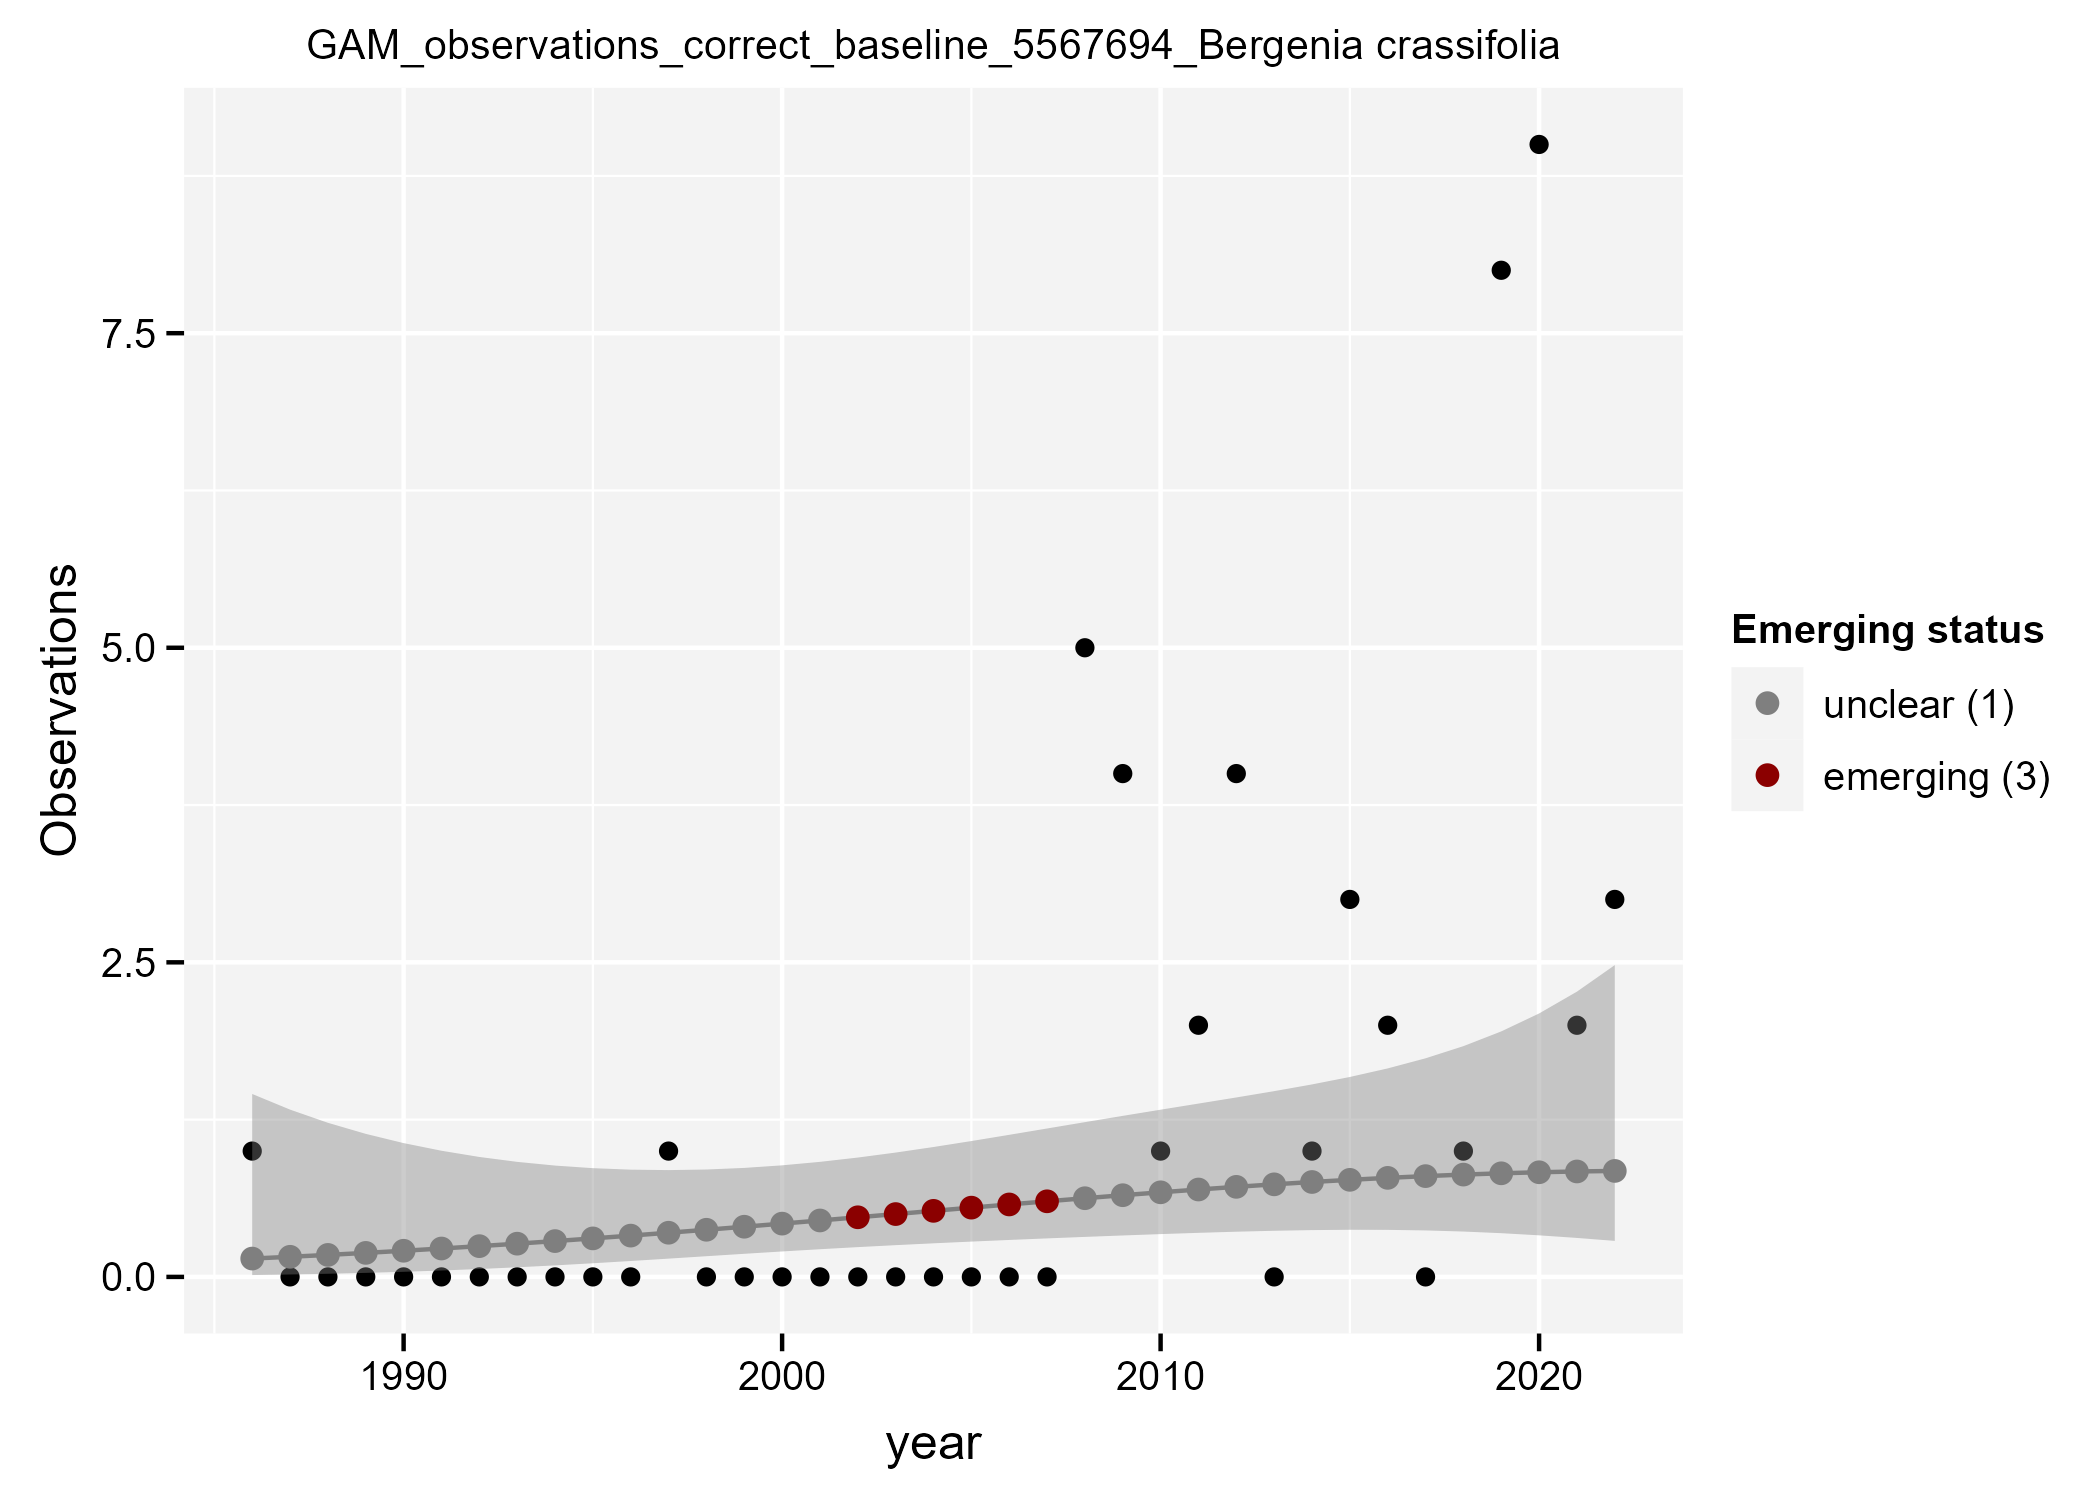 GAM_observations_correct_baseline_5567694_Bergenia crassifolia
Observations
7.5
5.0
2.5
0.0
1990 2000 2010 2020
year
Emerging status
unclear (1)
emerging (3)